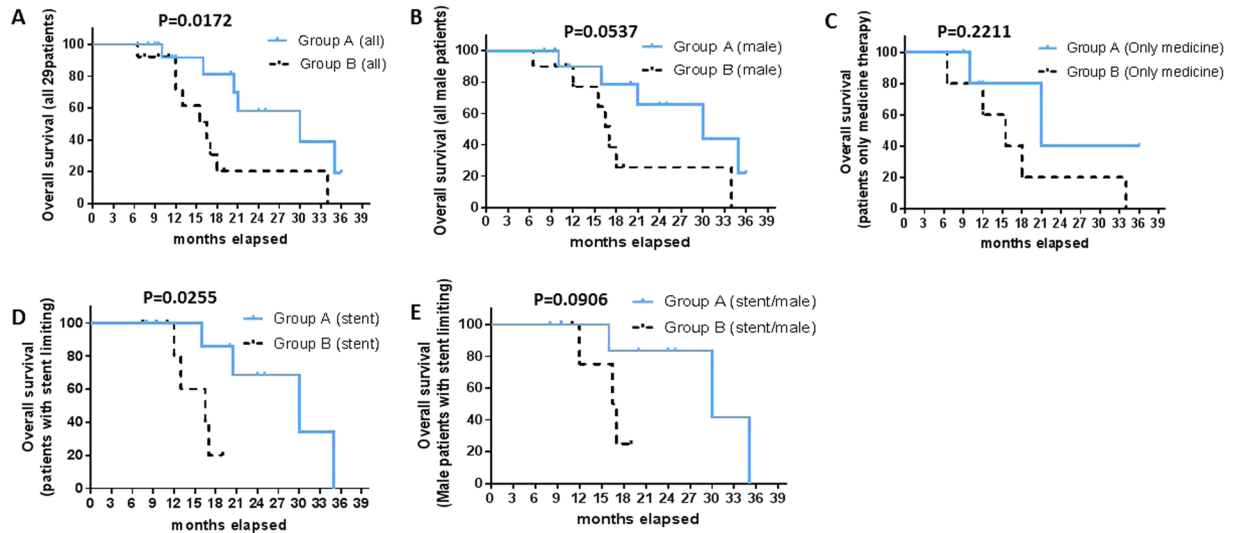 A
P=0.0172
Group A (all)
Group B (all)
Overall survival (all 29patients)
100
80
60
40
20
0
0 3 6 9 12 15 18 21 24 27 30 33 36 39
months elapsed
B
P=0.0537
Group A (male)
Group B (male)
Overall survival (all male patients)
100
80
60
40
20
0
0 3 6 9 12 15 18 21 24 27 30 33 36 39
months elapsed
C
P=0.2211
Group A (Only medicine)
Group B (Only medicine)
Overall survival
(patients only medicine therapy)
100
80
60
40
20
0
0 3 6 9 12 15 18 21 24 27 30 33 36 39
months elapsed
D
P=0.0255
Group A (stent)
Group B (stent)
Overall survival
(patients with stent limiting)
100
80
60
40
20
0
0 3 6 9 12 15 18 21 24 27 30 33 36 39
months elapsed
E
P=0.0906
Group A (stent/male)
Group B (stent/male)
Overall survival
(Male patients with stent limiting)
100
80
60
40
20
0
0 3 6 9 12 15 18 21 24 27 30 33 36 39
months elapsed